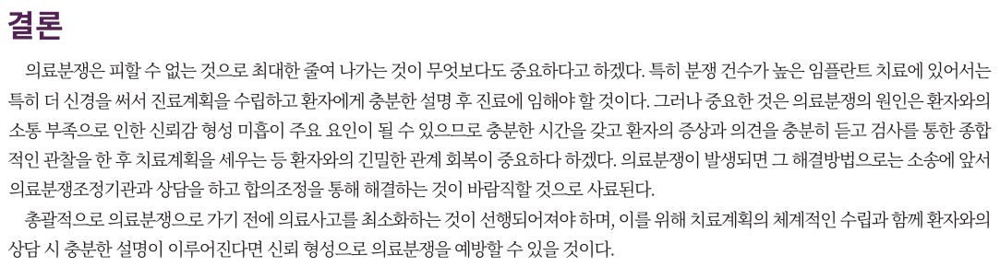 결론
의료분쟁은 피할 수 없는 것으로 최대한 줄여 나가는 것이 무엇보다도 중요하다고 하겠다. 특히 분쟁 건수가 높은 임플란트 치료에 있어서는
특히 더 신경을 써서 진료계획을 수립하고 환자에게 충분한 설명 후 진료에 임해야 할 것이다. 그러나 중요한 것은 의료분쟁의 원인은 환자와의
소통 부족으로 인한 신뢰감 형성 미흡이 주요 요인이 될 수 있으므로 충분한 시간을 갖고 환자의 증상과 의견을 충분히 듣고 검사를 통한 종합
적인 관찰을 한 후 치료계획을 세우는 등 환자와의 긴밀한 관계 회복이 중요하다 하겠다. 의료분쟁이 발생되면 그 해결방법으로는 소송에 앞서
의료분쟁조정기관과 상담을 하고 합의조정을 통해 해결하는 것이 바람직할 것으로 사료된다.
총괄적으로 의료분쟁으로 가기 전에 의료사고를 최소화하는 것이 선행되어져야 하며, 이를 위해 치료계획의 체계적인 수립과 함께 환자와의
상담 시 충분한 설명이 이루어진다면 신뢰 형성으로 의료분쟁을 예방할 수 있을 것이다.